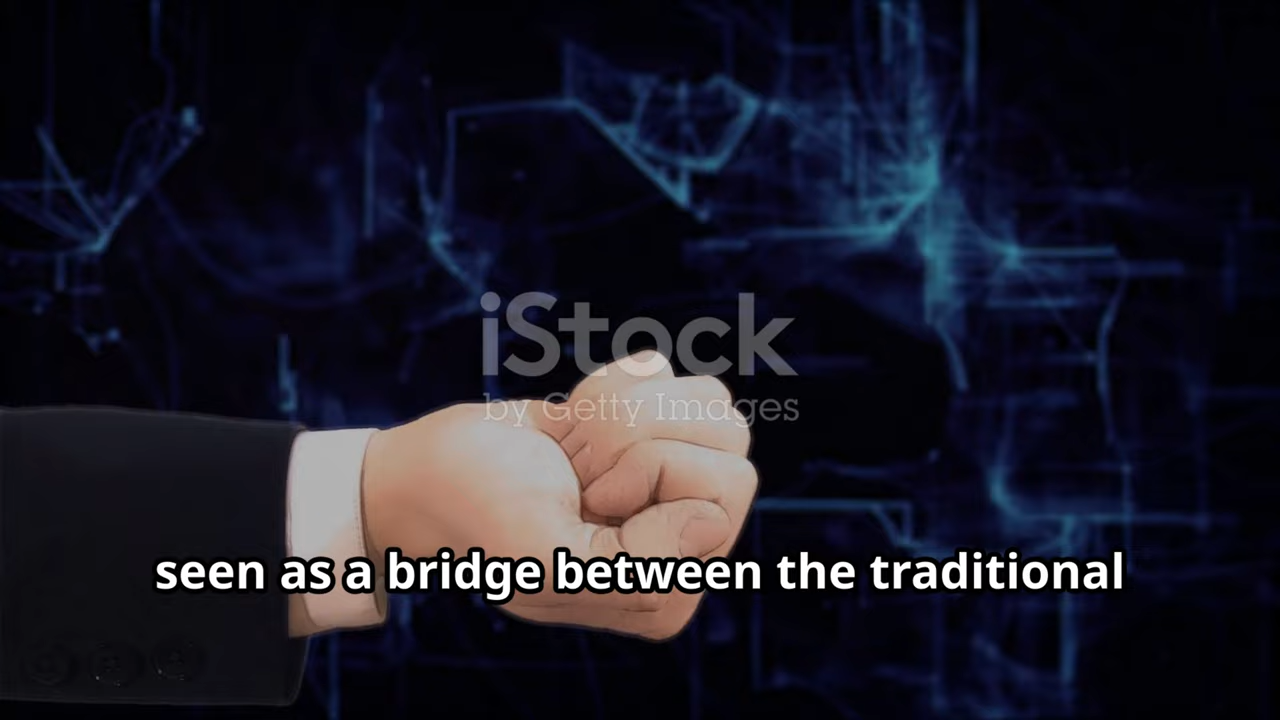 iStock
by Getty Images
seen as a bridge between the traditional